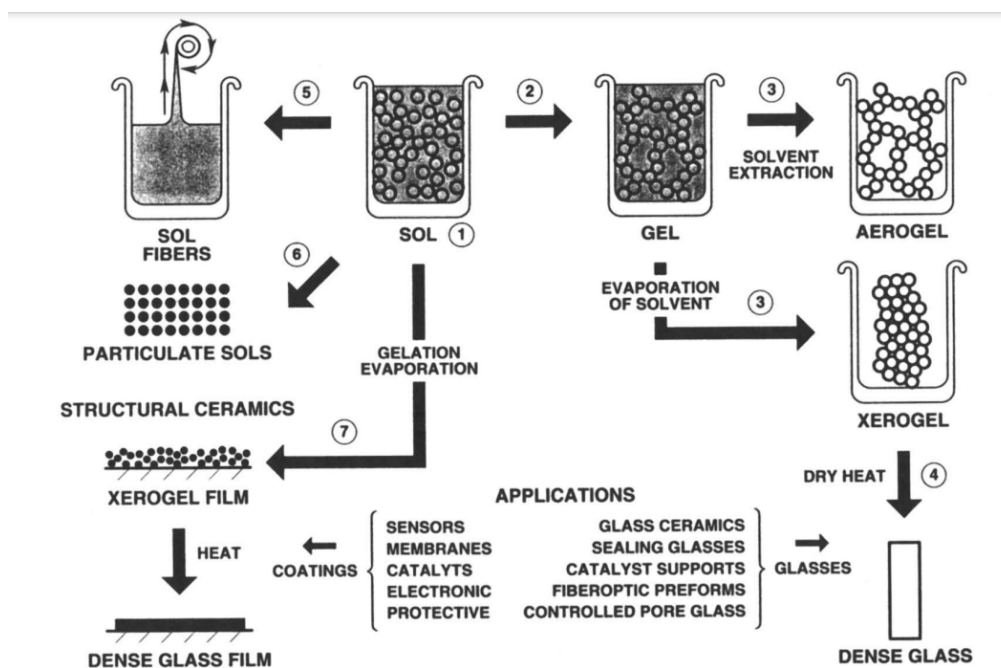 5
2
3
SOLVENT
EXTRACTION
SOL
FIBERS
SOL 1
GEL
AEROGEL
6
EVAPORATION
OF SOLVENT
3
PARTICULATE SOLS
GELATION
EVAPORATION
STRUCTURAL CERAMICS
7
XEROGEL
XEROGEL FILM
DRY HEAT 4
HEAT
APPLICATIONS
COATINGS
SENSORS
MEMBRANES
CATALYTS
ELECTRONIC
PROTECTIVE
GLASS CERAMICS
SEALING GLASSES
CATALYST SUPPORTS
FIBEROPTIC PREFORMS
CONTROLLED PORE GLASS
GLASSES
DENSE GLASS FILM
DENSE GLASS